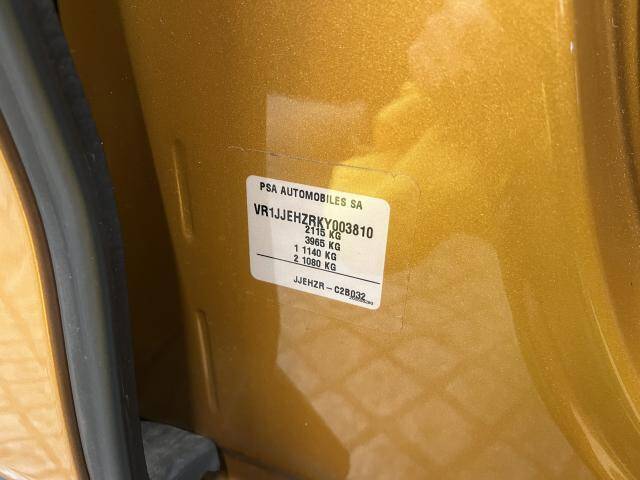 PSA AUTOMOBILES SA
VR1JJEHZRKY003810
2115 KG
3965 KG
1 1140 KG
2 1080 KG
JJEHZR - C2B032